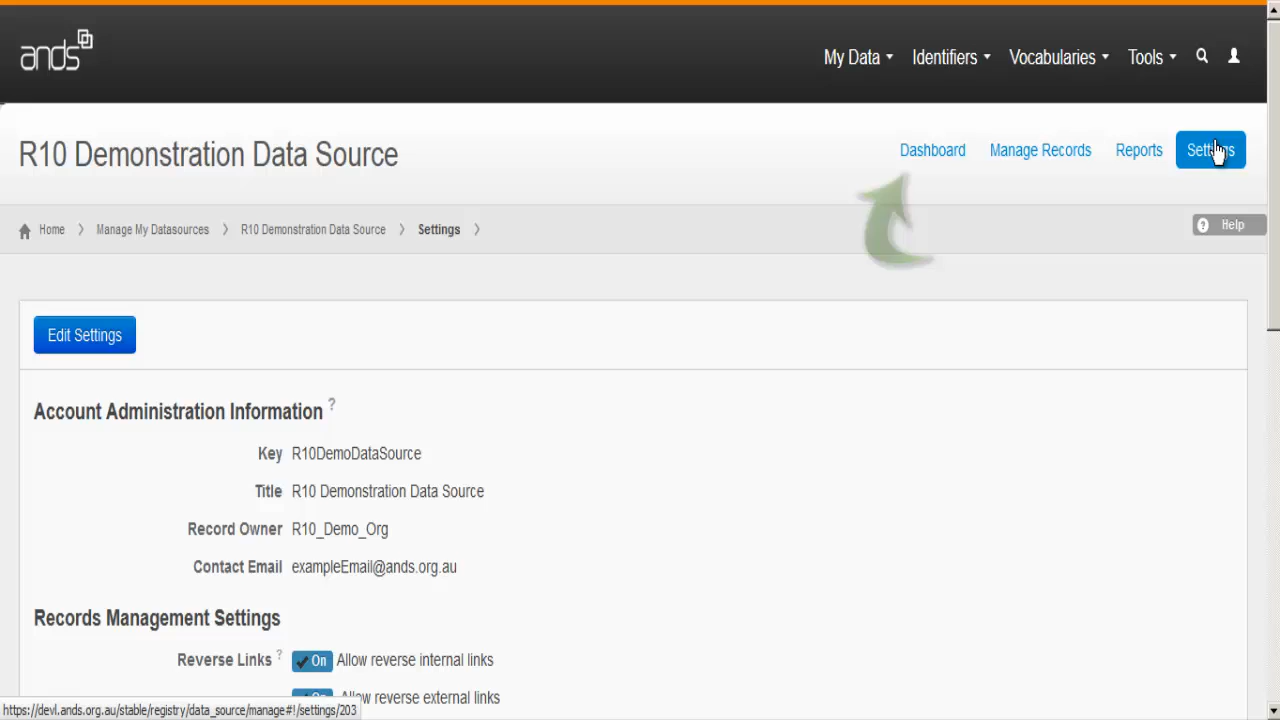 ands
My Data Identifiers Vocabularies Tools
R10 Demonstration Data Source
Dashboard Manage Records Reports Settings
Home Manage My Datasources R10 Demonstration Data Source Settings
? Help
Edit Settings
Account Administration Information ?
Key R10DemoDataSource
Title R10 Demonstration Data Source
Record Owner R10_Demo_Org
Contact Email exampleEmail@ands.org.au
Records Management Settings
Reverse Links ? On Allow reverse internal links
On Allow reverse external links
https://devl.ands.org.au/stable/registry/data_source/manage#!/settings/203